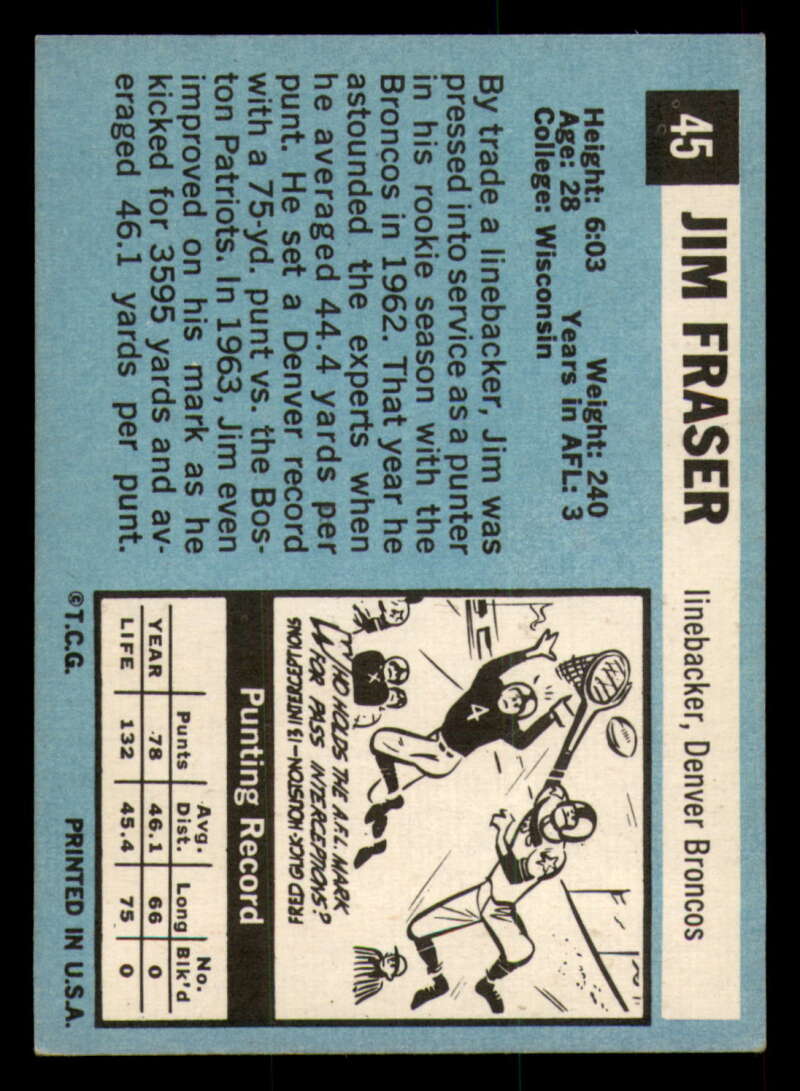 45 JIM FRASER linebacker, Denver Broncos
Height: 6:03 Weight: 240
Age: 28 Years in AFL: 3
College: Wisconsin
By trade a linebacker, Jim was
pressed into service as a punter
in his rookie season with the
Broncos in 1962. That year he
astounded the experts when
he averaged 44.4 yards per
punt. He set a Denver record
with a 75-yd. punt vs. the Bos-
ton Patriots. In 1963, Jim even
improved on his mark as he
kicked for 3595 yards and av-
eraged 46.1 yards per punt.
4
X
WHO HOLDS THE A.F.L. MARK
FOR PASS INTERCEPTIONS?
FRED GLICK-HOUSTON-13 INTERCEPTIONS
Punting Record
Avg. No.
Punts Dist. Long Blk'd
YEAR 78 46.1 66 0
LIFE 132 45.4 75 0
©T.C.G. PRINTED IN U.S.A.